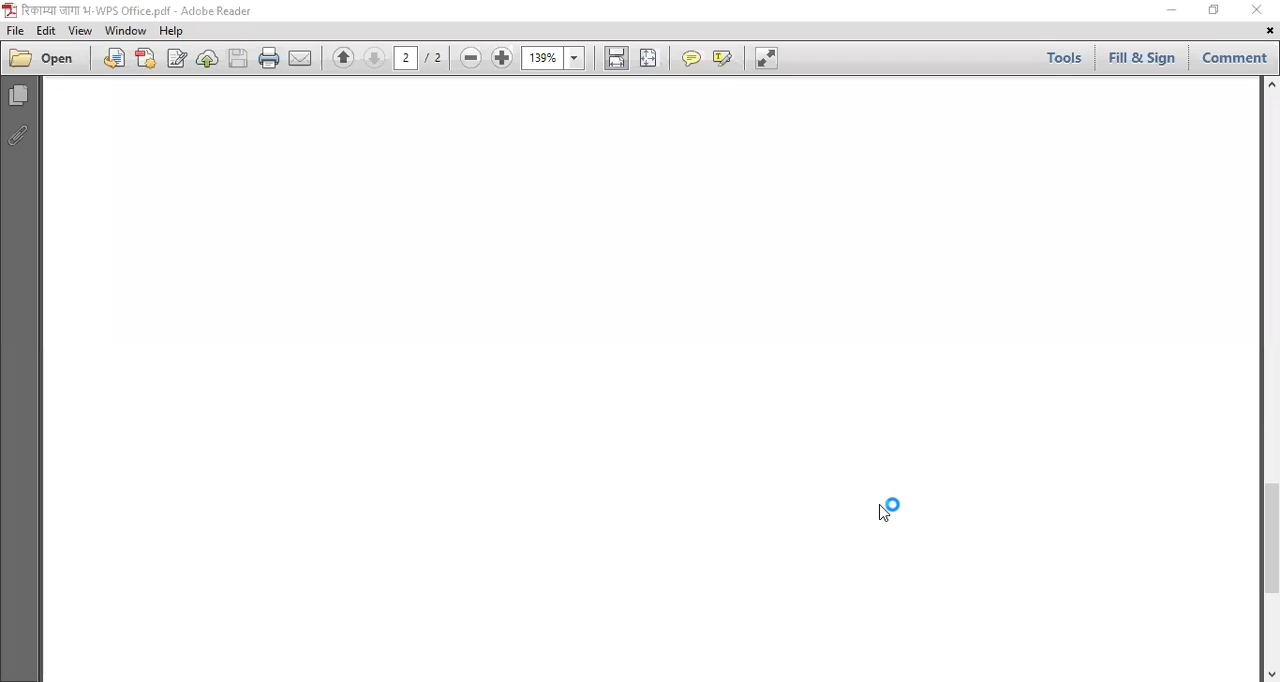 रिकाम्या जागा भ-WPS Office.pdf - Adobe Reader
File Edit View Window Help
Open 2 / 2 139% Tools Fill & Sign Comment